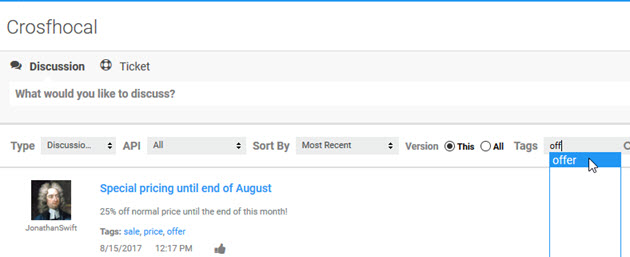 Crosfhocal
Discussion Ticket
What would you like to discuss?
Type Discussio... API All Sort By Most Recent Version This All Tags off
offer
Special pricing until end of August
25% off normal price until the end of this month!
JonathanSwift
Tags: sale, price, offer
8/15/2017 12:17 PM